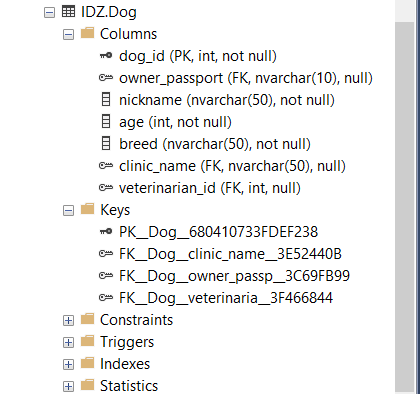 IDZ.Dog
Columns
dog_id (PK, int, not null)
owner_passport (FK, nvarchar(10), null)
nickname (nvarchar(50), not null)
age (int, not null)
breed (nvarchar(50), not null)
clinic_name (FK, nvarchar(50), null)
veterinarian_id (FK, int, null)
Keys
PK__Dog__680410733FDEF238
FK__Dog__clinic_name__3E52440B
FK__Dog__owner_passp__3C69FB99
FK__Dog__veterinaria__3F466844
Constraints
Triggers
Indexes
Statistics